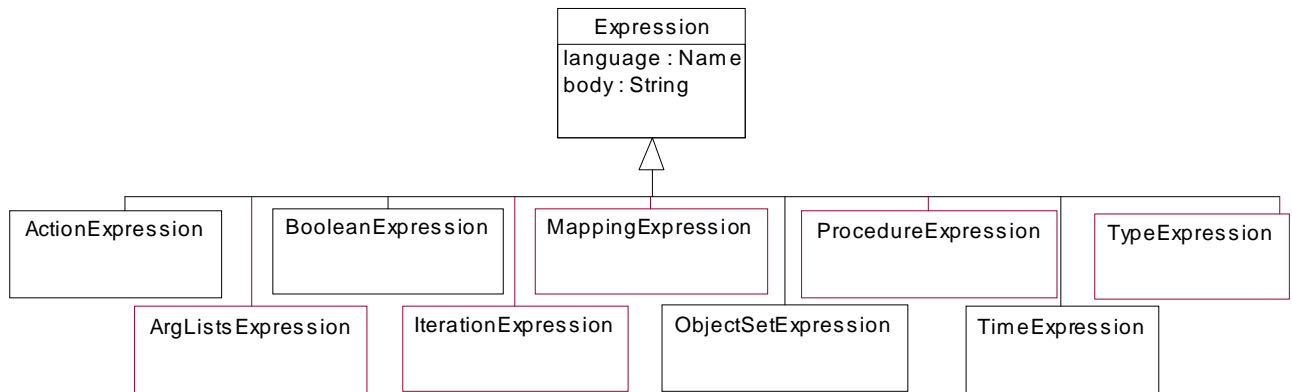 Expression
language : Name
body : String
ActionExpression
BooleanExpression
MappingExpression
ProcedureExpression
TypeExpression
ArgListsExpression
IterationExpression
ObjectSetExpression
TimeExpression